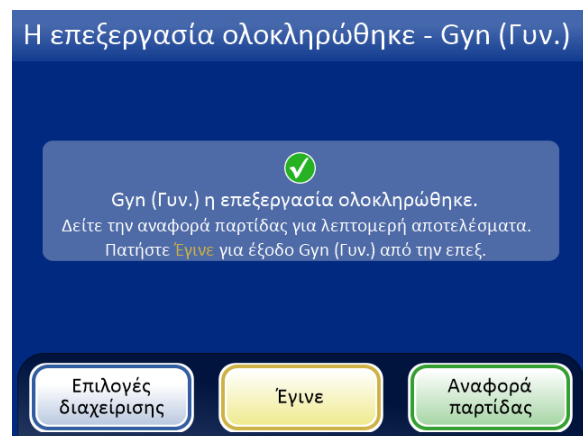 Η επεξεργασία ολοκληρώθηκε - Gyn (Γυν.)
Gyn (Γυν.) η επεξεργασία ολοκληρώθηκε.
Δείτε την αναφορά παρτίδας για λεπτομερή αποτελέσματα.
Πατήστε Έγινε για έξοδο Gyn (Γυν.) από την επεξ.
Επιλογές
διαχείρισης
Έγινε
Αναφορά
παρτίδας